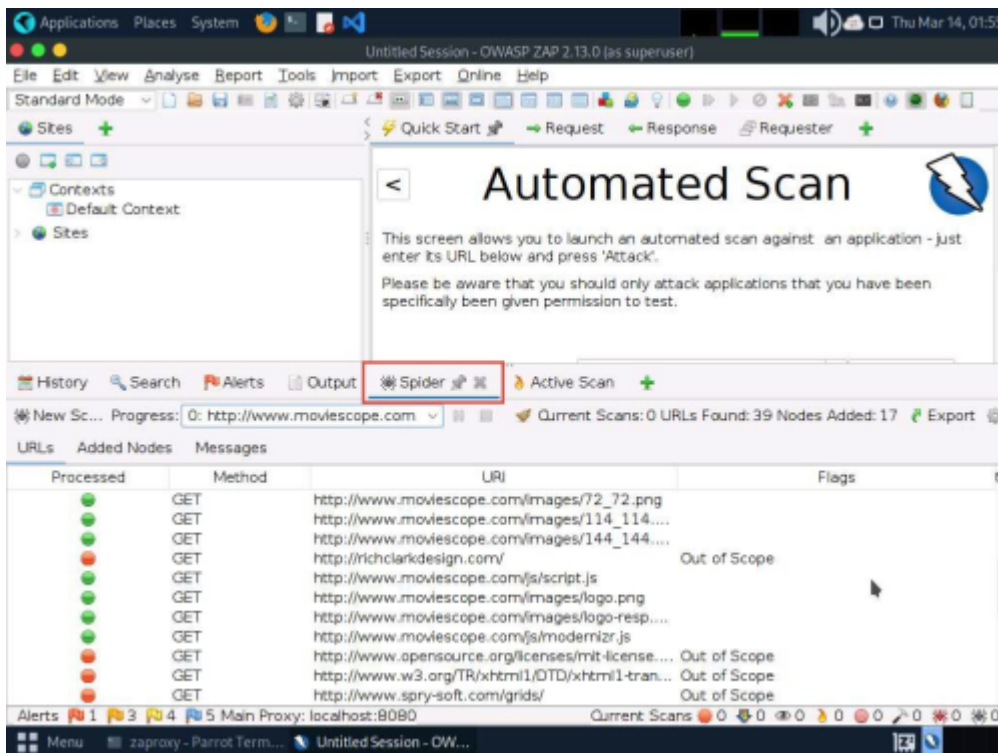 Applications Places System Thu Mar 14, 01:5
Untitled Session - OWASP ZAP 2.13.0 (as superuser)
File Edit View Analyse Report Tools Import Export Online Help
Standard Mode
Sites Quick Start Request Response Requester
Contexts
Default Context
Sites
< Automated Scan
This screen allows you to launch an automated scan against an application - just
enter its URL below and press 'Attack'.
Please be aware that you should only attack applications that you have been
specifically been given permission to test.
History Search Alerts Output Spider Active Scan
New Sc... Progress: 0: http://www.moviescope.com Current Scans: 0 URLs Found: 39 Nodes Added: 17 Export
URLs Added Nodes Messages
Processed Method URI Flags
GET http://www.moviescope.com/images/72_72.png
GET http://www.moviescope.com/images/114_114....
GET http://www.moviescope.com/images/144_144....
GET http://richclarkdesign.com/ Out of Scope
GET http://www.moviescope.com/js/script.js
GET http://www.moviescope.com/images/logo.png
GET http://www.moviescope.com/images/logo-resp....
GET http://www.moviescope.com/js/modernizr.js
GET http://www.opensource.org/licenses/mit-license.... Out of Scope
GET http://www.w3.org/TR/xhtml1/DTD/xhtml1-tran... Out of Scope
GET http://www.spry-soft.com/grids/ Out of Scope
Alerts 1 3 4 5 Main Proxy: localhost:8080 Current Scans 0 0 0 0 0 0 0 0
Menu zaproxy - Parrot Term... Untitled Session - OW...